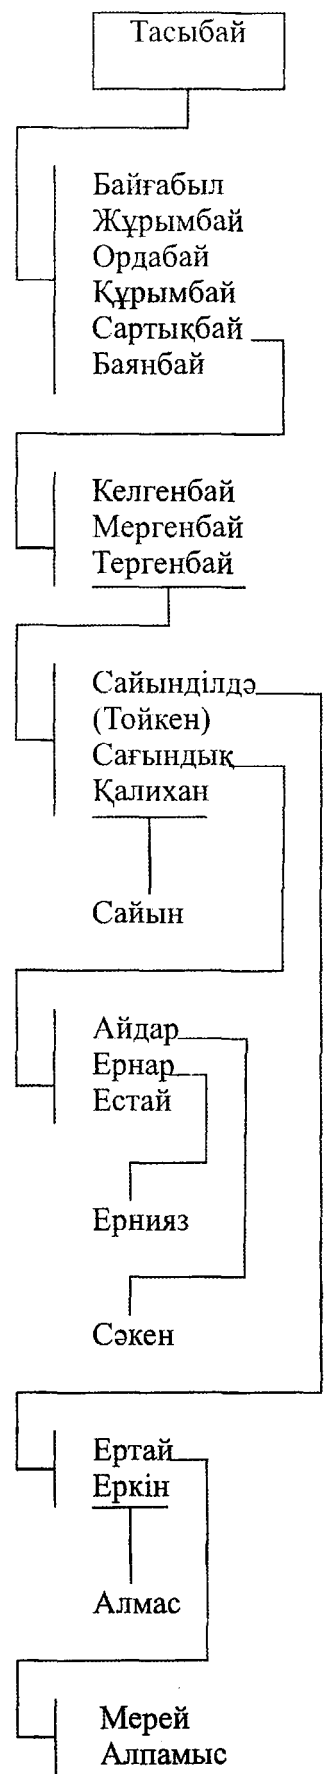 Тасыбай
Байғабыл
Жұрымбай
Ордабай
Құрымбай
Сартықбай
Баянбай
Келгенбай
Мергенбай
Тергенбай
Сайынділдә
(Тойкен)
Сағындық
Қалихан
Сайын
Айдар
Ернар
Естай
Ернияз
Сәкен
Ертай
Еркін
Алмас
Мерей
Алпамыс